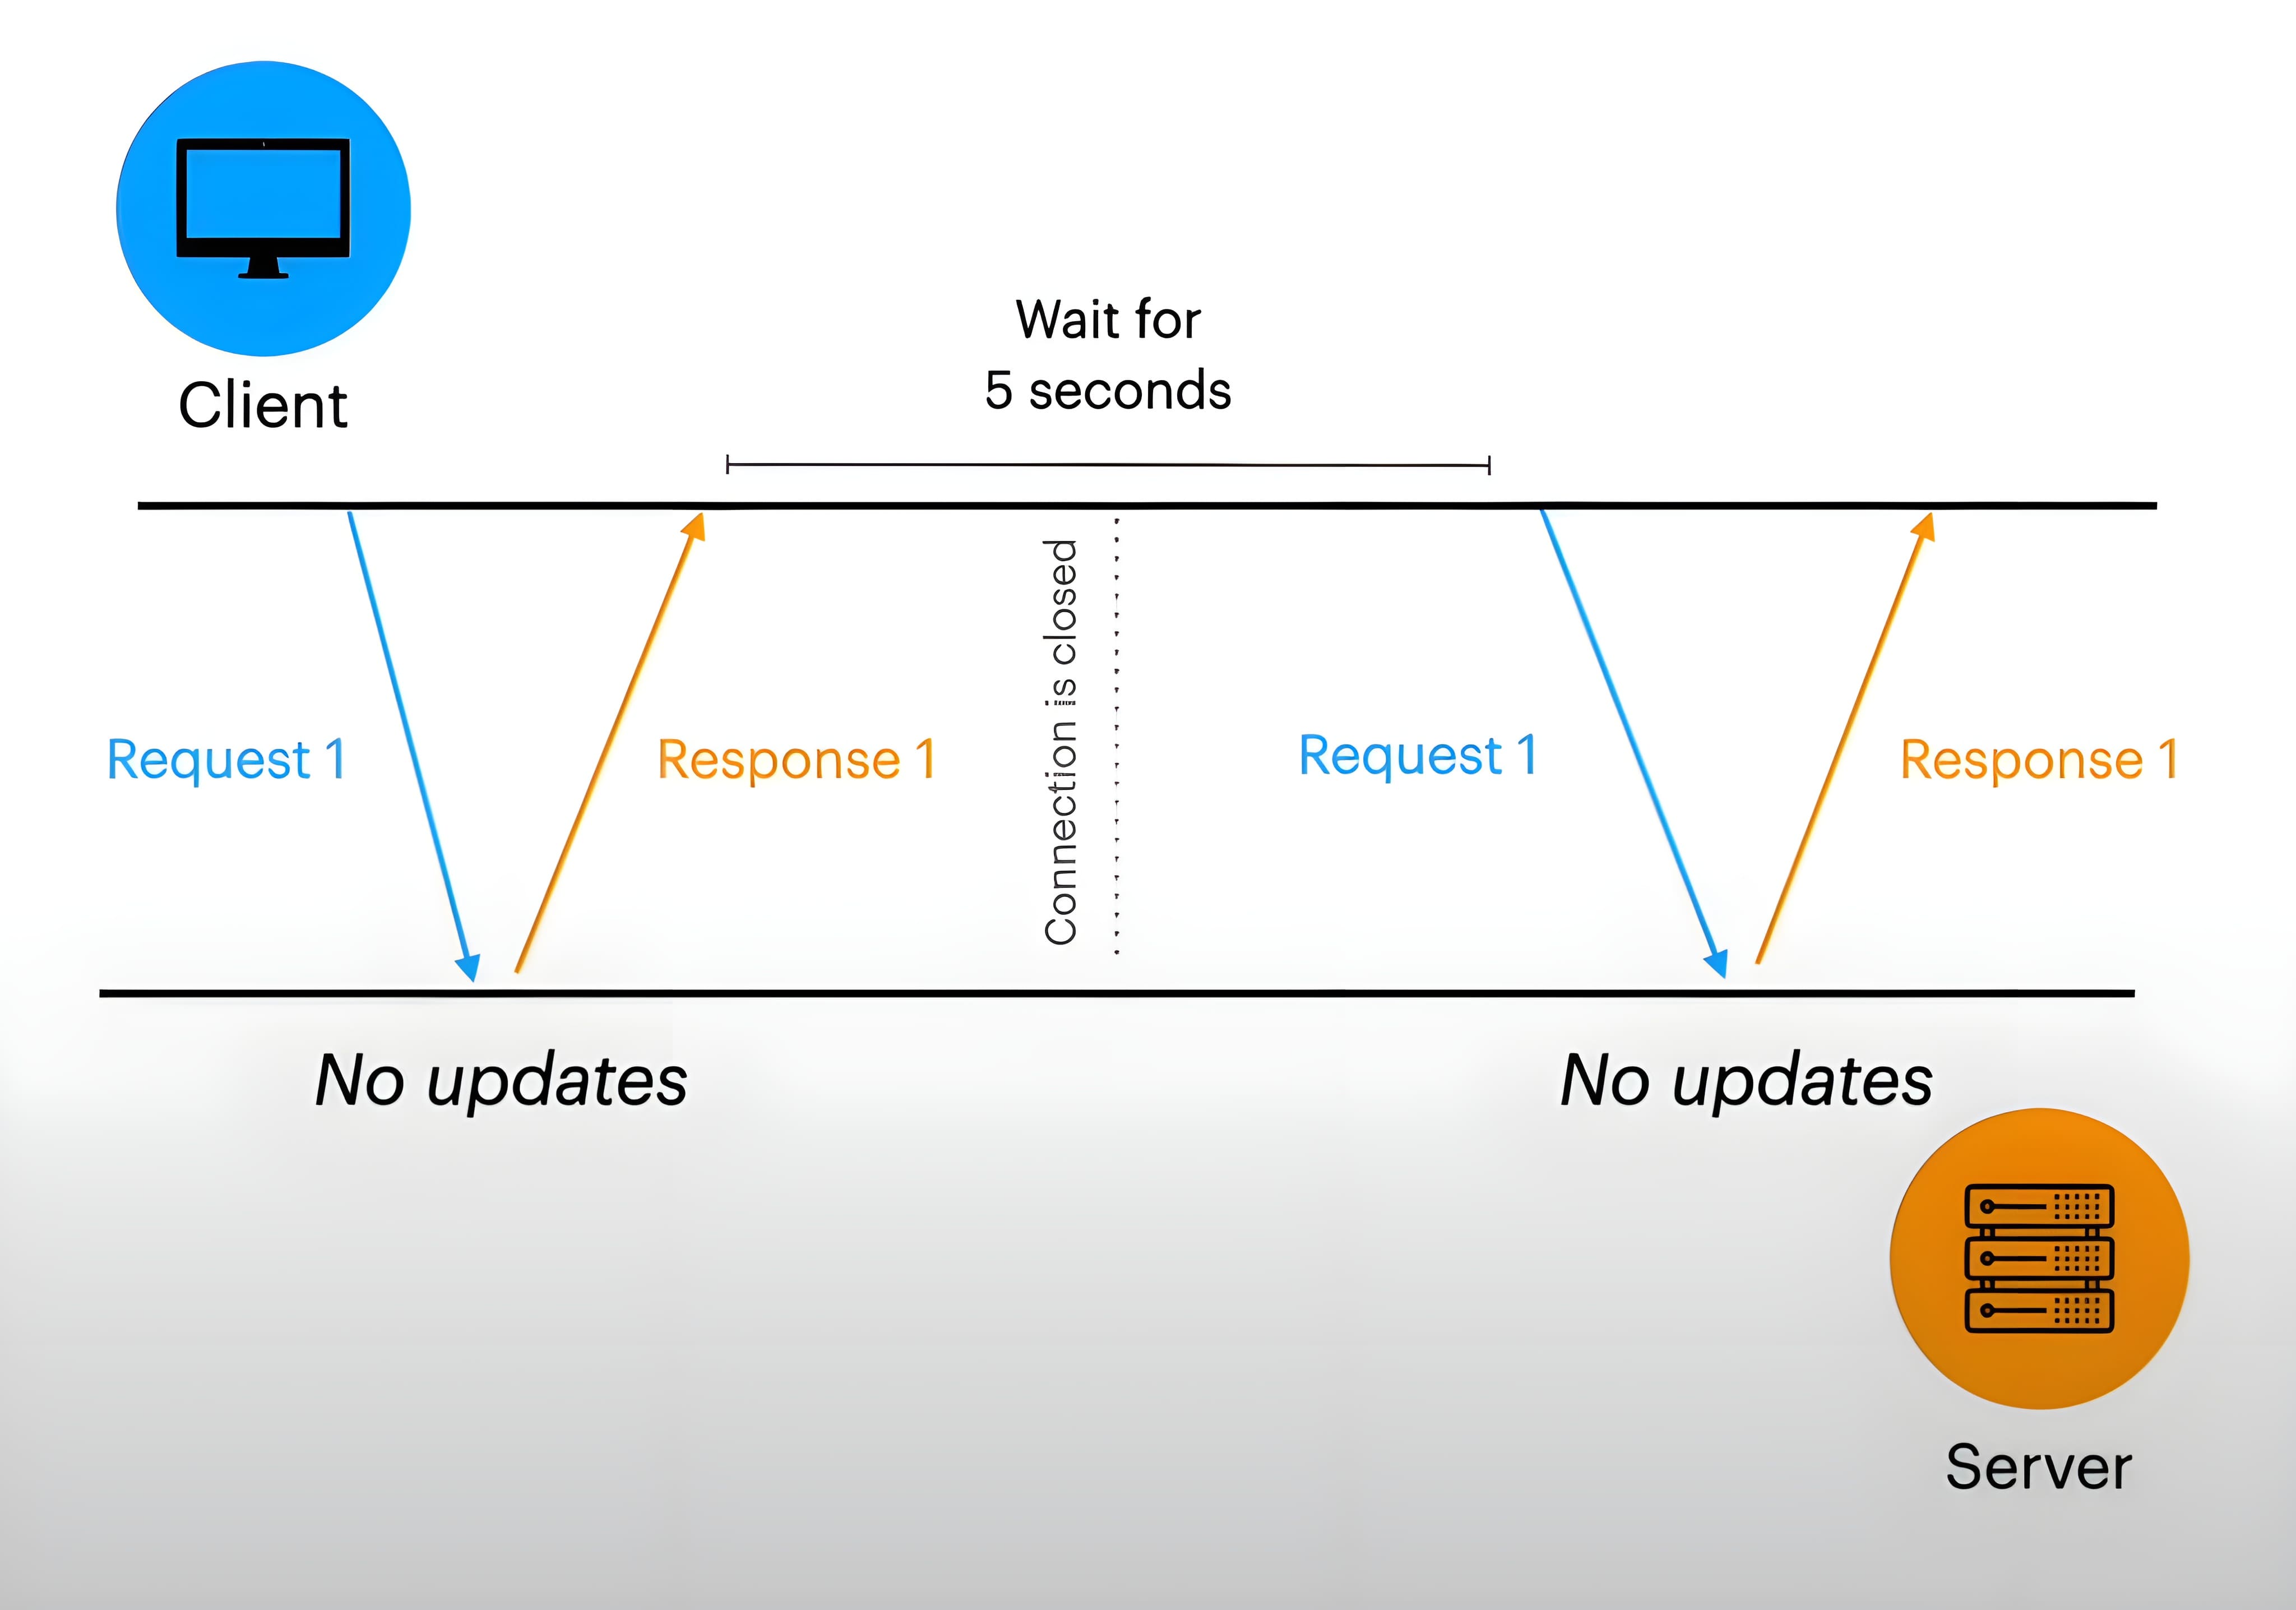 Client
Wait for
5 seconds
Request 1
Response 1
Connection is closed
Request 1
Response 1
No updates
No updates
Server